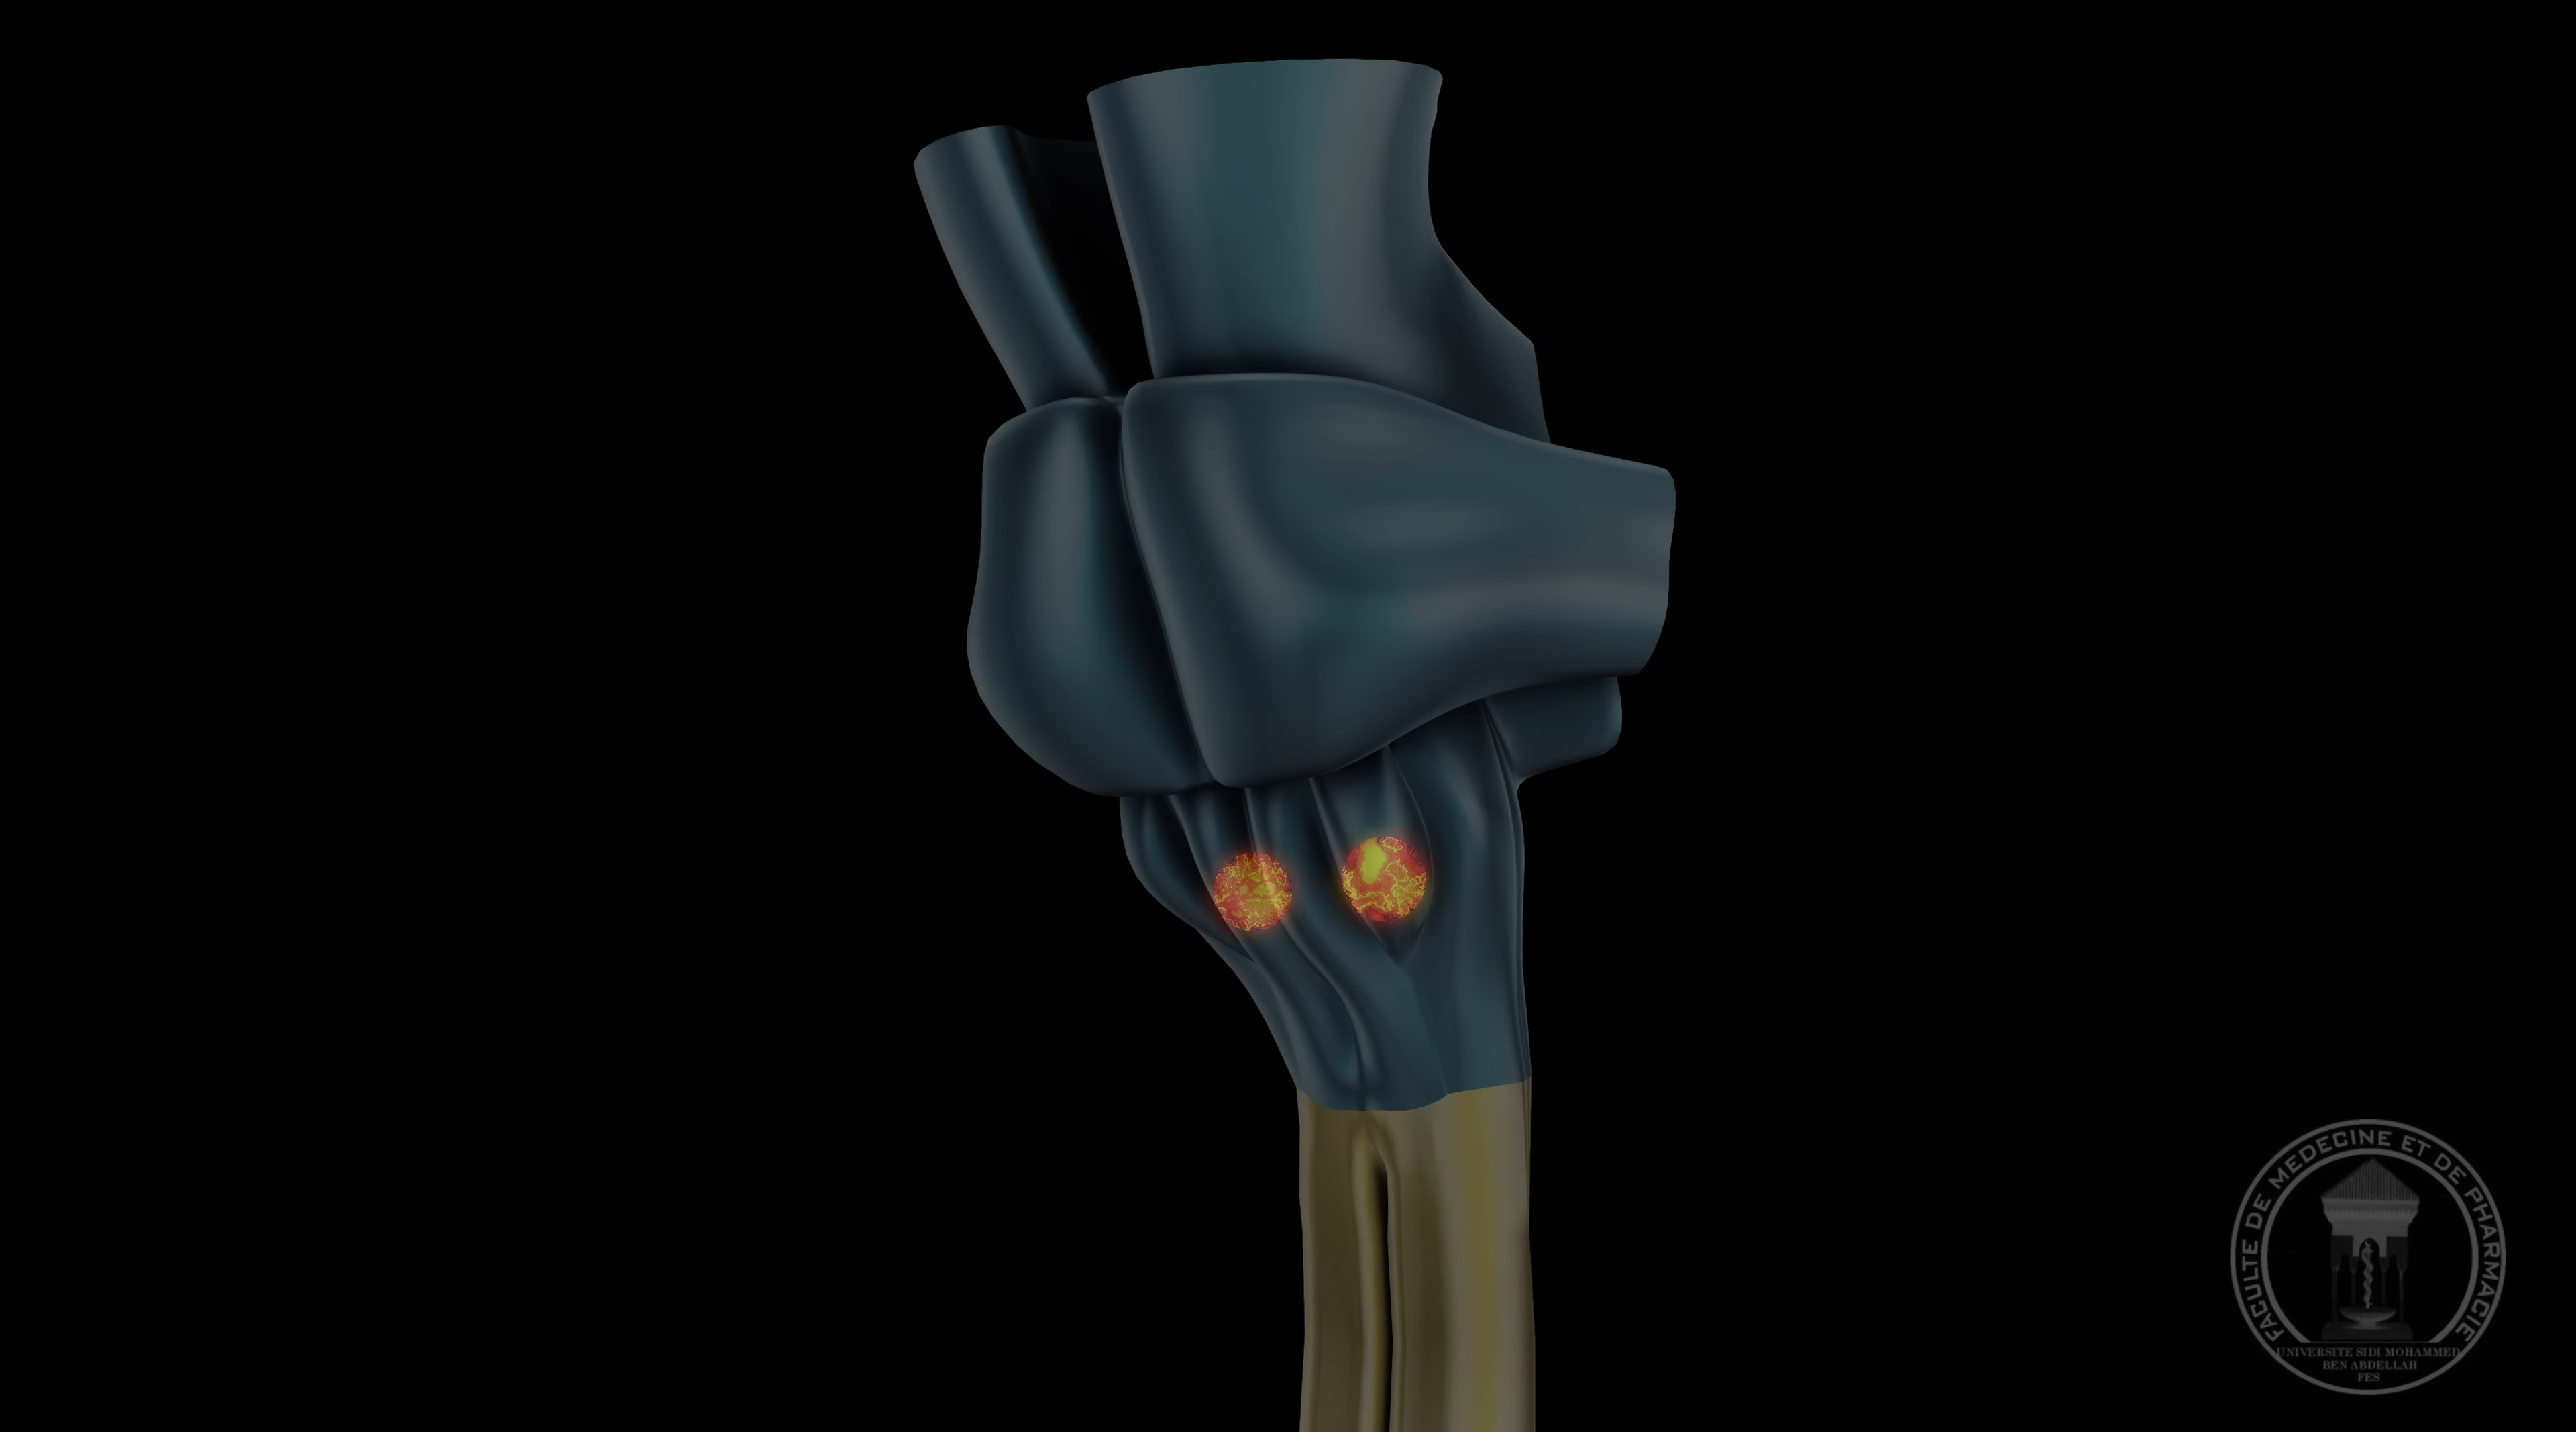 FACULTE DE MEDECINE ET DE PHARMACIE
UNIVERSITE SIDI MOHAMMED
BEN ABDELLAH
FES